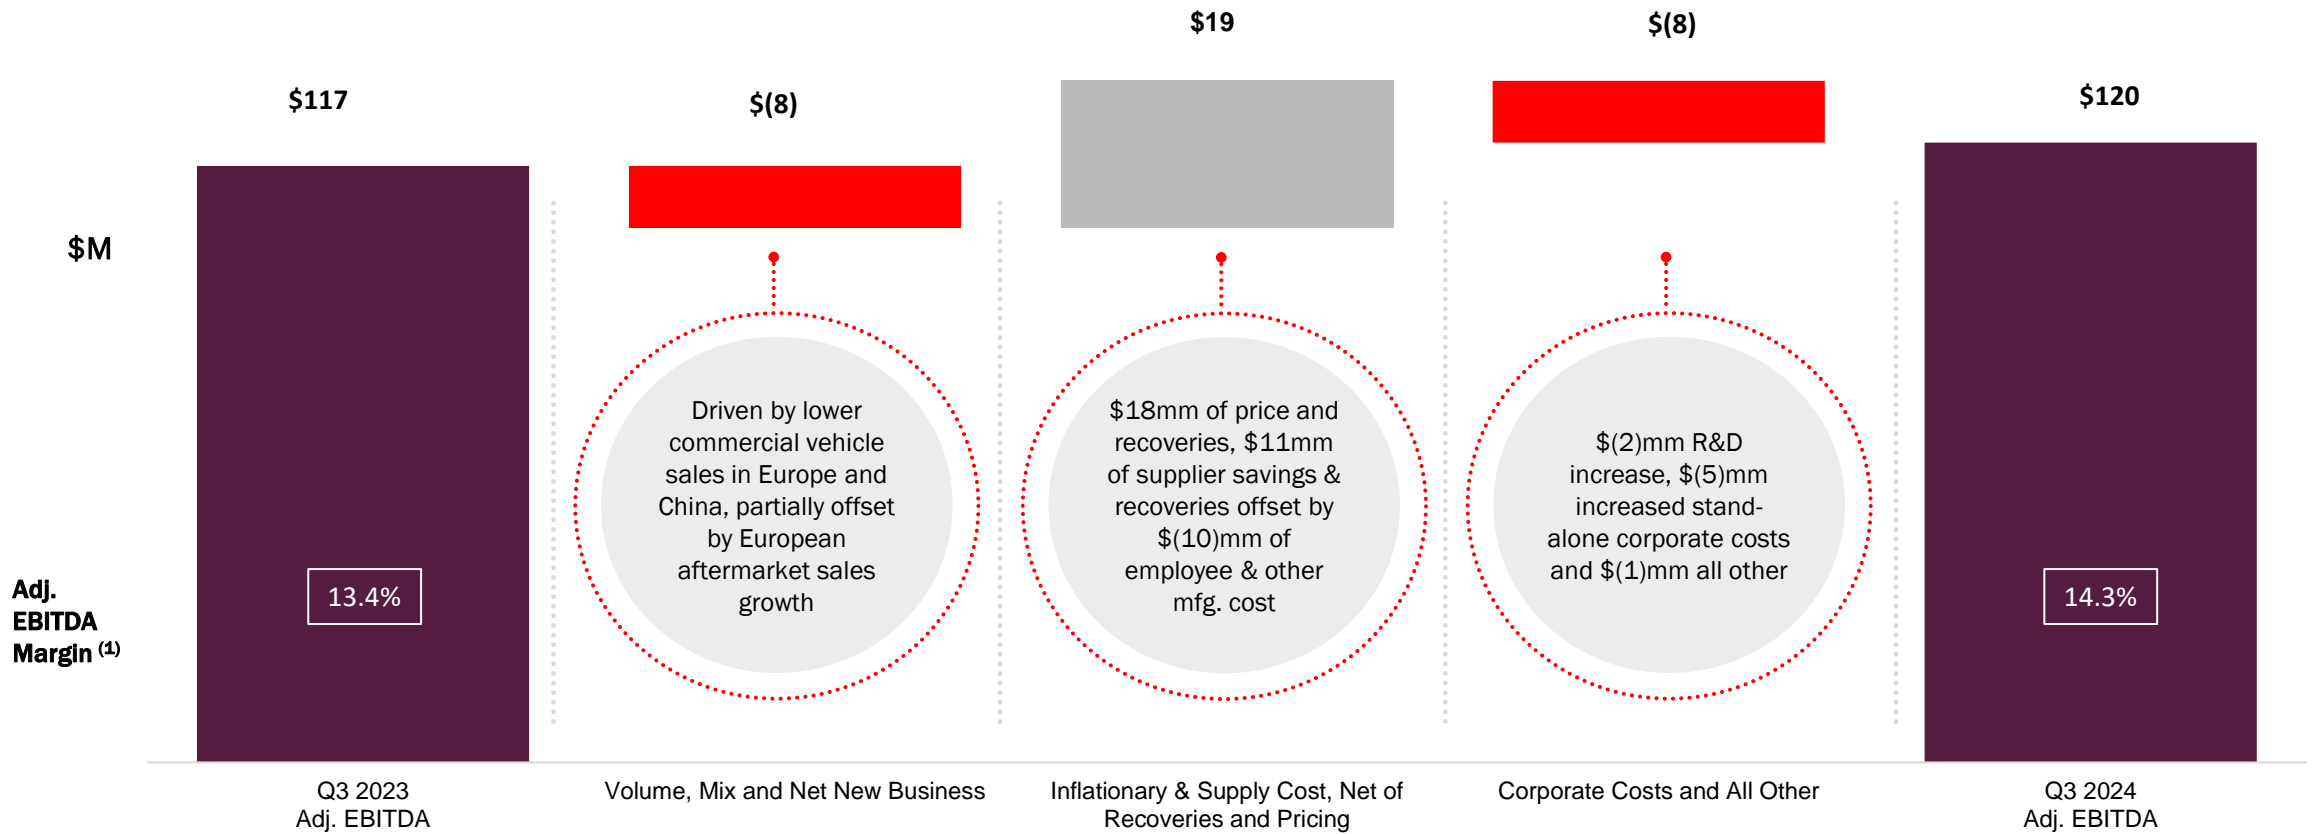 $19
$(8)
$117
$(8)
$120
$M
Driven by lower
commercial vehicle
sales in Europe and
China, partially offset
by European
aftermarket sales
growth
$18mm of price and
recoveries, $11mm
of supplier savings &
recoveries offset by
$(10)mm of
employee & other
mfg. cost
$(2)mm R&D
increase, $(5)mm
increased stand-
alone corporate costs
and $(1)mm all other
Adj.
EBITDA
Margin (1)
13.4%
14.3%
Q3 2023
Adj. EBITDA
Volume, Mix and Net New Business
Inflationary & Supply Cost, Net of
Recoveries and Pricing
Corporate Costs and All Other
Q3 2024
Adj. EBITDA